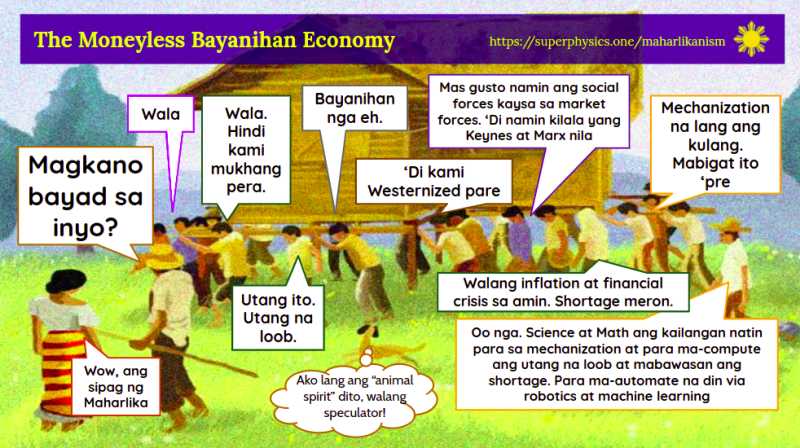 The Moneyless Bayanihan Economy
https://superphysics.one/maharlikanism
Magkano
bayad sa
inyo?
Wala
Wala.
Hindi
kami
mukhang
pera.
Bayanihan
nga eh.
‘Di kami
Westernized pare
Mas gusto namin ang social
forces kaysa sa market
forces. ‘Di namin kilala yang
Keynes at Marx nila
Mechanization
na lang ang
kulang.
Mabigat ito
‘pre
Wow, ang
sipag ng
Maharlika
Utang ito.
Utang na
loob.
Ako lang ang “animal
spirit” dito, walang
speculator!
Walang inflation at financial
crisis sa amin. Shortage meron.
Oo nga. Science at Math ang kailangan natin
para sa mechanization at para ma-compute
ang utang na loob at mabawasan ang
shortage. Para ma-automate na din via
robotics at machine learning